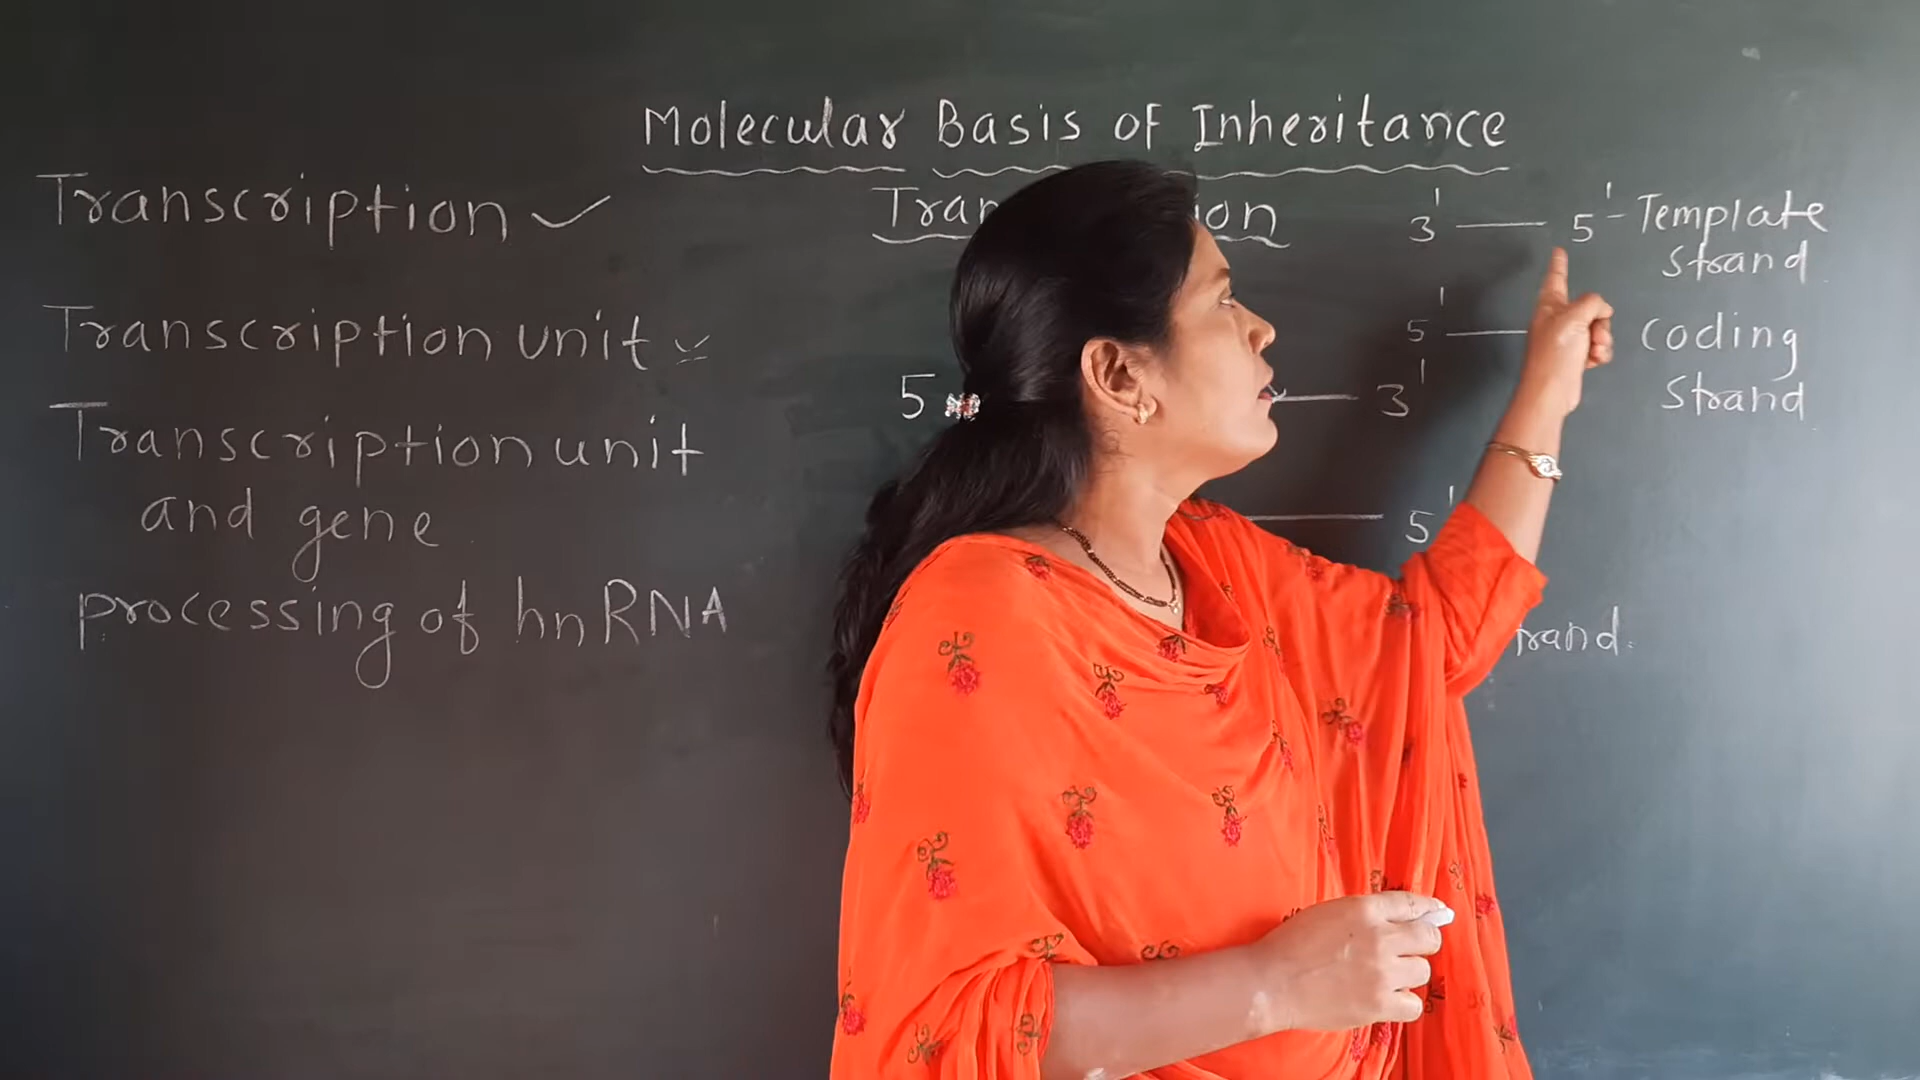 Molecular Basis of Inheritance
Transcription ✓
Transcription unit
Transcription unit
and gene
processing of hnRNA
3' — 5' - Template
Strand
5' — Coding
Strand
5 — 3'
— 5'